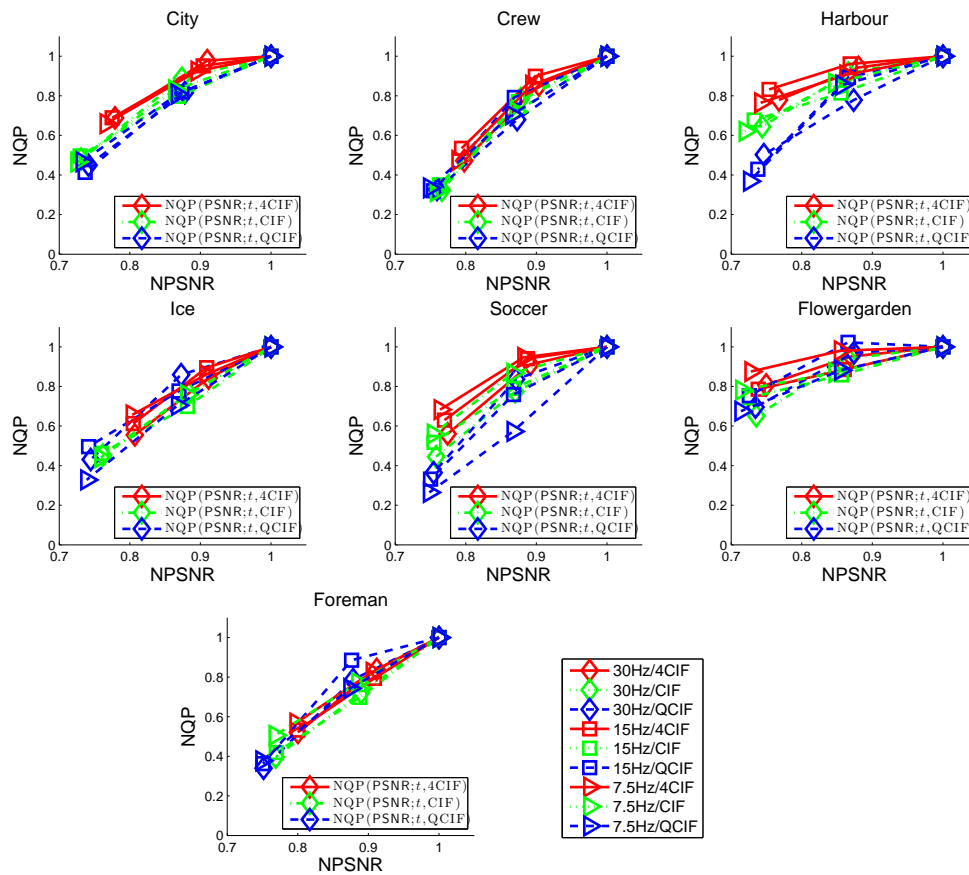 City
Crew
Harbour
NQP
1
0.8
0.6
0.4
0.2
0
NQP(PSNR;t,4CIF)
NQP(PSNR;t,CIF)
NQP(PSNR;t,QCIF)
0.7 0.8 0.9 1
NPSNR
NQP
1
0.8
0.6
0.4
0.2
0
NQP(PSNR;t,4CIF)
NQP(PSNR;t,CIF)
NQP(PSNR;t,QCIF)
0.7 0.8 0.9 1
NPSNR
NQP
1
0.8
0.6
0.4
0.2
0
NQP(PSNR;t,4CIF)
NQP(PSNR;t,CIF)
NQP(PSNR;t,QCIF)
0.7 0.8 0.9 1
NPSNR
Ice
Soccer
Flowergarden
NQP
1
0.8
0.6
0.4
0.2
0
NQP(PSNR;t,4CIF)
NQP(PSNR;t,CIF)
NQP(PSNR;t,QCIF)
0.7 0.8 0.9 1
NPSNR
NQP
1
0.8
0.6
0.4
0.2
0
NQP(PSNR;t,4CIF)
NQP(PSNR;t,CIF)
NQP(PSNR;t,QCIF)
0.7 0.8 0.9 1
NPSNR
NQP
1
0.8
0.6
0.4
0.2
0
NQP(PSNR;t,4CIF)
NQP(PSNR;t,CIF)
NQP(PSNR;t,QCIF)
0.7 0.8 0.9 1
NPSNR
Foreman
NQP
1
0.8
0.6
0.4
0.2
0
NQP(PSNR;t,4CIF)
NQP(PSNR;t,CIF)
NQP(PSNR;t,QCIF)
0.7 0.8 0.9 1
NPSNR
30Hz/4CIF
30Hz/CIF
30Hz/QCIF
15Hz/4CIF
15Hz/CIF
15Hz/QCIF
7.5Hz/4CIF
7.5Hz/CIF
7.5Hz/QCIF